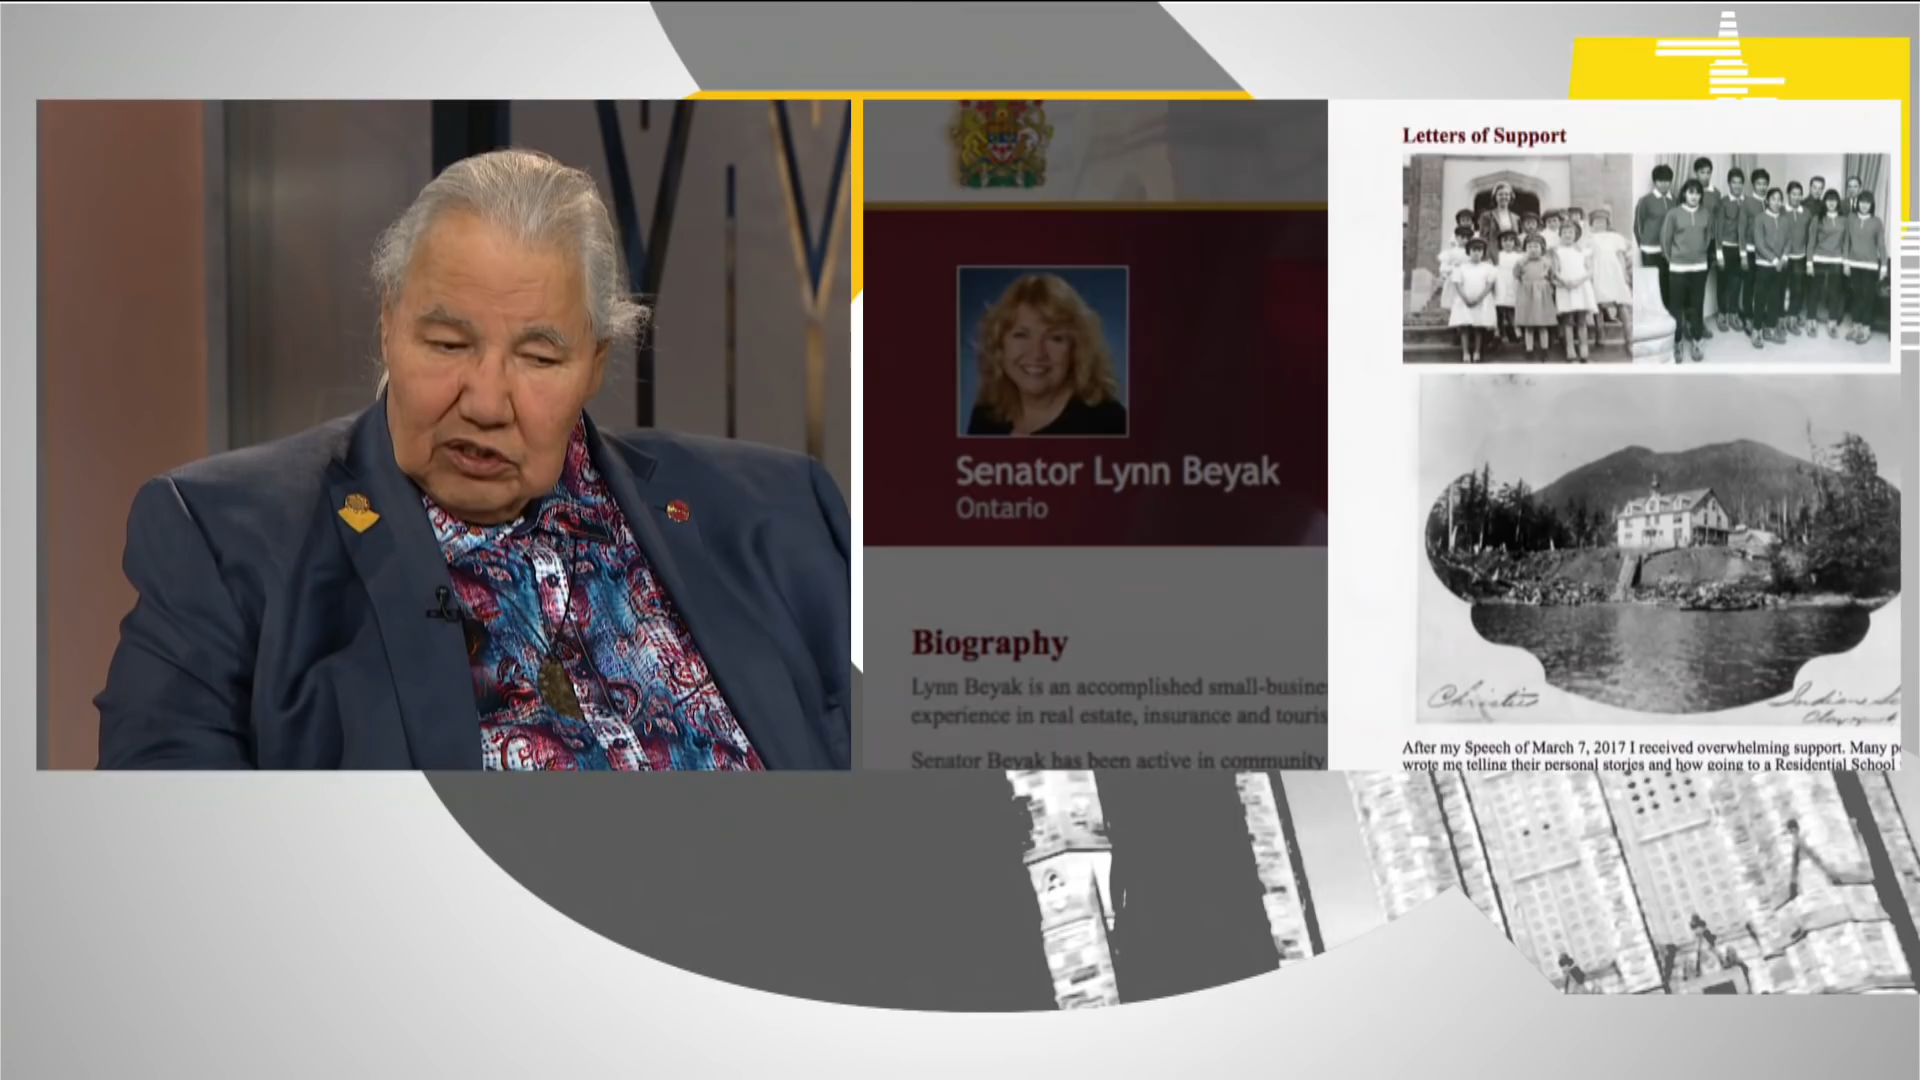 Senator Lynn Beyak
Ontario
Biography
Lynn Beyak is an accomplished small-busine
experience in real estate, insurance and touris
Senator Beyak has been active in community
Letters of Support
Christies
After my Speech of March 7, 2017 I received overwhelming support. Many p
wrote me telling their personal stories and how going to a Residential School